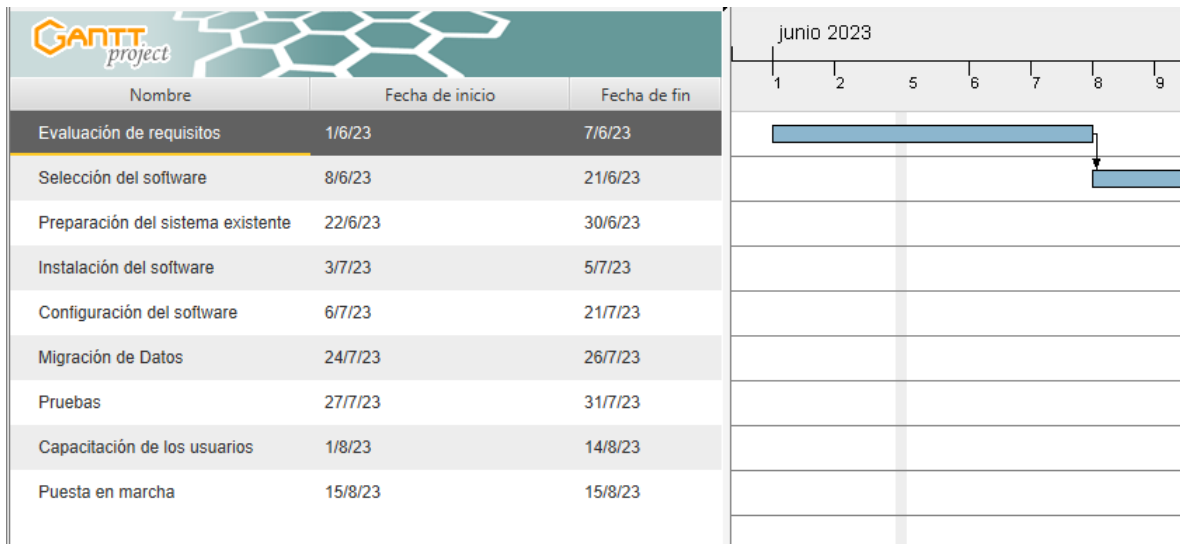 GANTT
project
junio 2023
1 2 5 6 7 8 9
Nombre Fecha de inicio Fecha de fin
Evaluación de requisitos 1/6/23 7/6/23
Selección del software 8/6/23 21/6/23
Preparación del sistema existente 22/6/23 30/6/23
Instalación del software 3/7/23 5/7/23
Configuración del software 6/7/23 21/7/23
Migración de Datos 24/7/23 26/7/23
Pruebas 27/7/23 31/7/23
Capacitación de los usuarios 1/8/23 14/8/23
Puesta en marcha 15/8/23 15/8/23